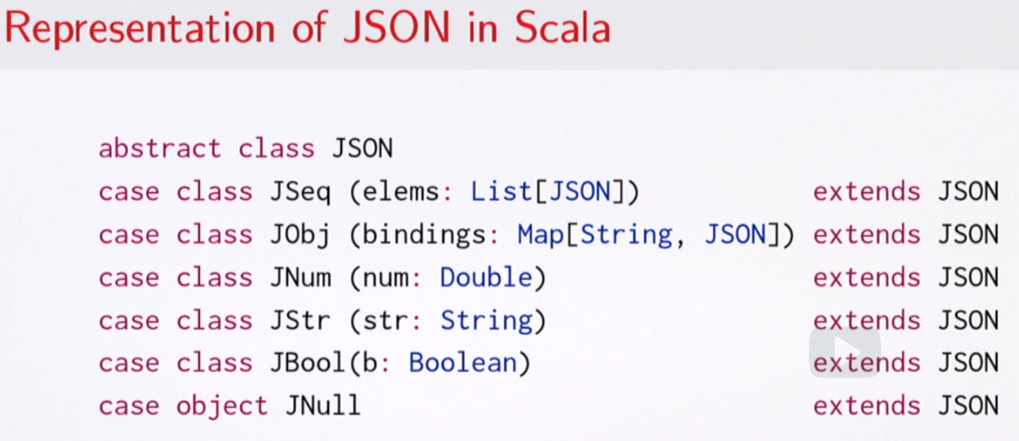 Representation of JSON in Scala
abstract class JSON
case class JSeq (elems: List[JSON]) extends JSON
case class JObj (bindings: Map[String, JSON]) extends JSON
case class JNum (num: Double) extends JSON
case class JStr (str: String) extends JSON
case class JBool(b: Boolean) extends JSON
case object JNull extends JSON